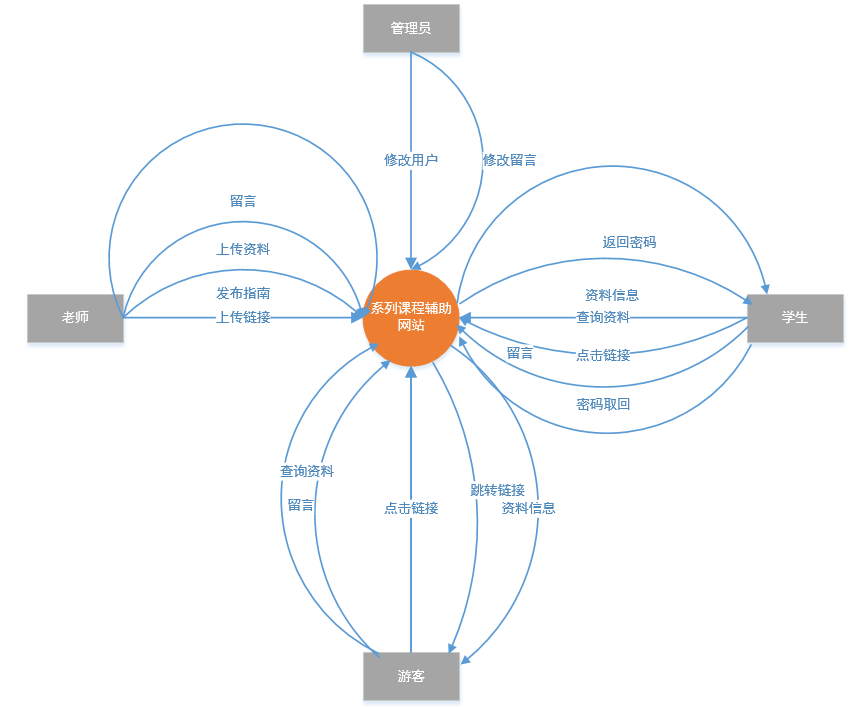 管理员
修改用户
修改留言
留言
上传资料
发布指南
上传链接
老师
系列课程辅助
网站
返回密码
资料信息
查询资料
学生
留言
点击链接
密码取回
查询资料
留言
点击链接
跳转链接
资料信息
游客